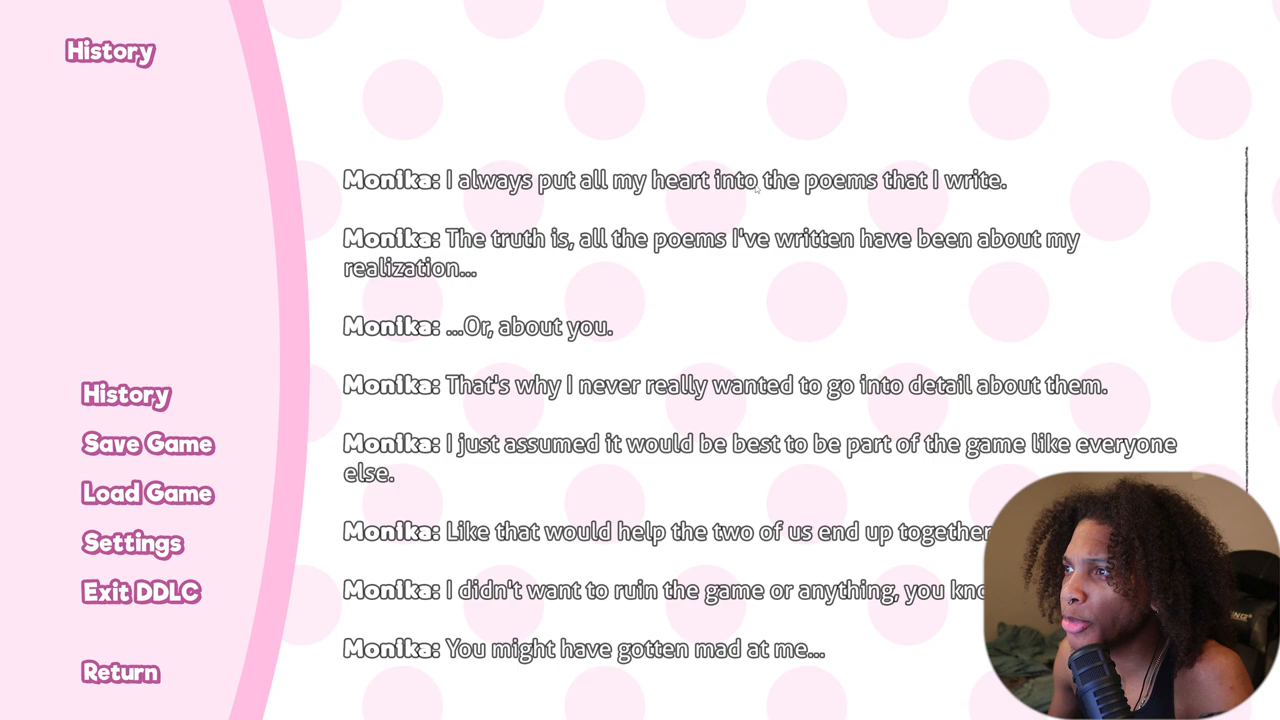 History
Monika: I always put all my heart into the poems that I write.
Monika: The truth is, all the poems I've written have been about my
realization...
Monika: ...Or, about you.
Monika: That's why I never really wanted to go into detail about them.
Monika: I just assumed it would be best to be part of the game like everyone
else.
Monika: Like that would help the two of us end up together
Monika: I didn't want to ruin the game or anything, you
Monika: You might have gotten mad at me...
History
Save Game
Load Game
Settings
Exit DDLC
Return